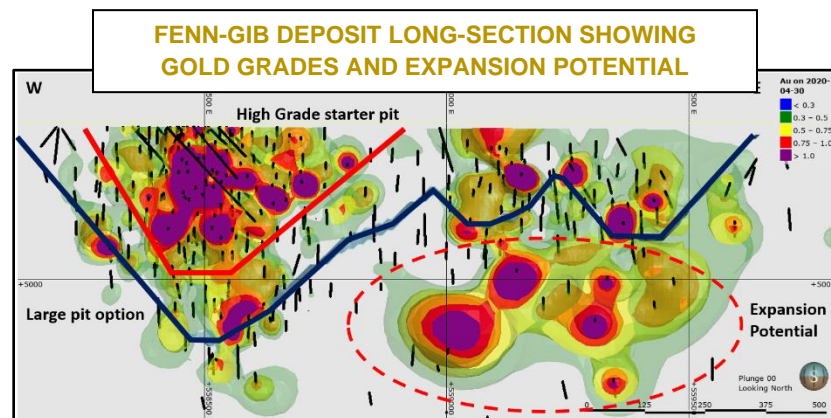 FENN-GIB DEPOSIT LONG-SECTION SHOWING
GOLD GRADES AND EXPANSION POTENTIAL
W
High Grade starter pit
Au on 2020-
04-30
< 0.3
0.3 - 0.5
0.5 - 0.75
0.75 - 1.0
> 1.0
+5000
Large pit option
Expansion
Potential
Plunge 00
Looking North
S
0 125 250 375 500